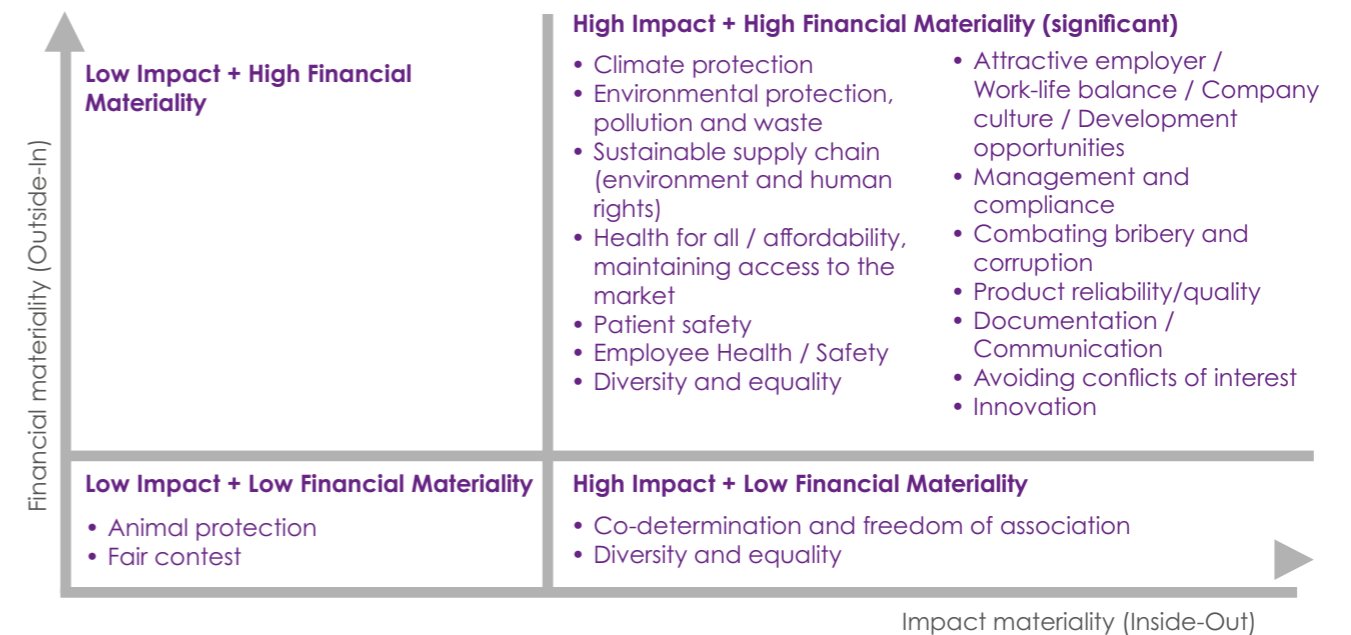 Financial materiality (Outside-In)
Low Impact + High Financial
Materiality
High Impact + High Financial Materiality (significant)
• Climate protection
• Environmental protection,
pollution and waste
• Sustainable supply chain
(environment and human
rights)
• Health for all / affordability,
maintaining access to the
market
• Patient safety
• Employee Health / Safety
• Diversity and equality
• Attractive employer /
Work-life balance / Company
culture / Development
opportunities
• Management and
compliance
• Combating bribery and
corruption
• Product reliability/quality
• Documentation /
Communication
• Avoiding conflicts of interest
• Innovation
Low Impact + Low Financial Materiality
• Animal protection
• Fair contest
High Impact + Low Financial Materiality
• Co-determination and freedom of association
• Diversity and equality
Impact materiality (Inside-Out)